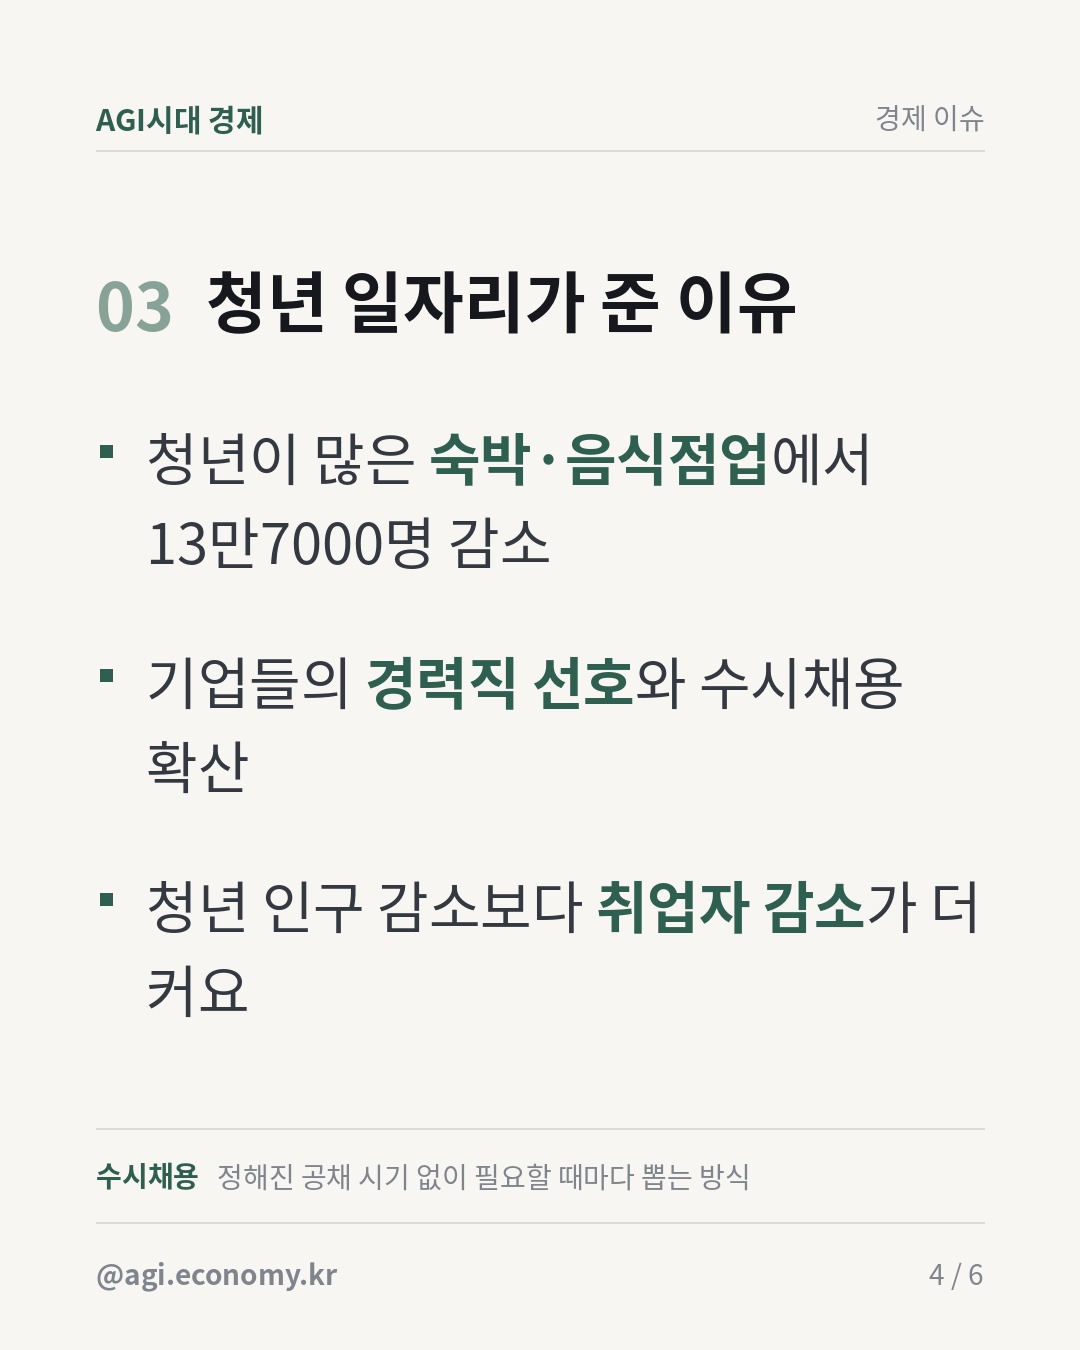 AGI시대 경제
경제 이슈
03 청년 일자리가 준 이유
▪ 청년이 많은 숙박·음식점업에서
13만7000명 감소
▪ 기업들의 경력직 선호와 수시채용
확산
▪ 청년 인구 감소보다 취업자 감소가 더
커요
수시채용 정해진 공채 시기 없이 필요할 때마다 뽑는 방식
@agi.economy.kr
4 / 6